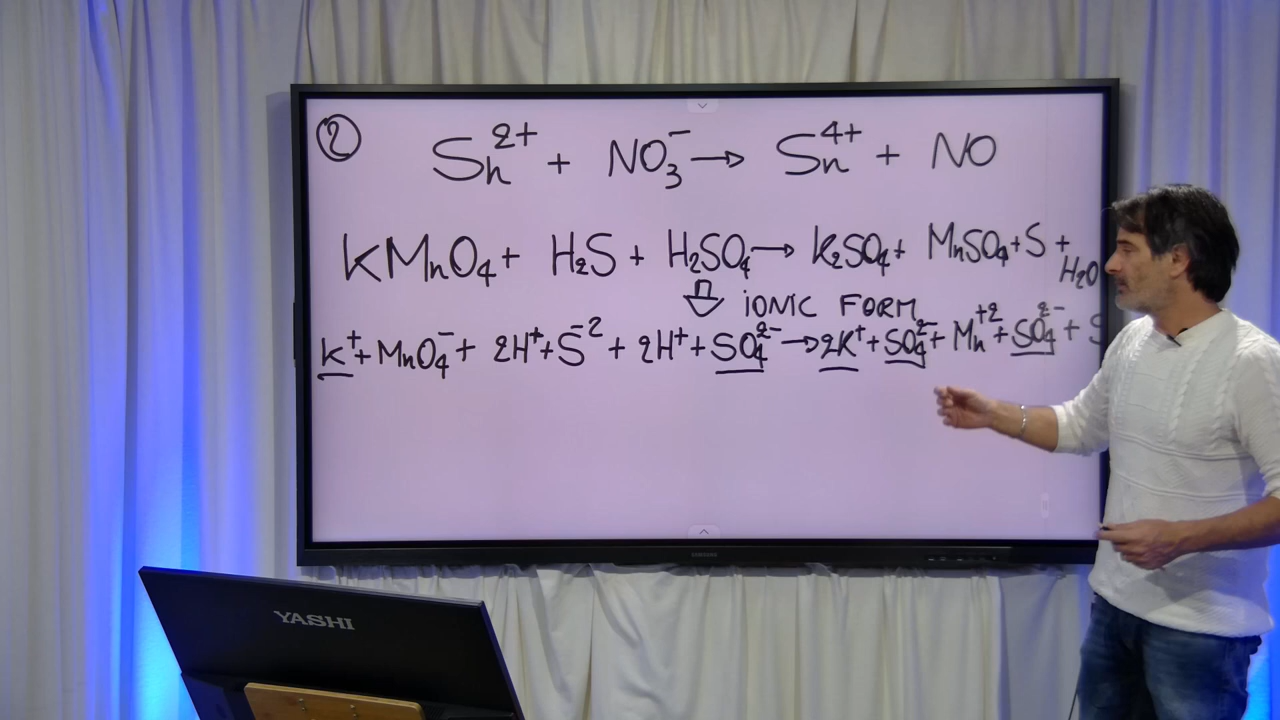 ②
Sn²⁺ + NO₃⁻ → Sn⁴⁺ + NO
KMnO₄ + H₂S + H₂SO₄ → K₂SO₄ + MnSO₄ + S + H₂O
⇩ IONIC FORM
K⁺ + MnO₄⁻ + 2H⁺ + S⁻² + 2H⁺ + SO₄²⁻ → 2K⁺ + SO₄²⁻ + Mn⁺² + SO₄²⁻ + S
SAMSUNG
YASHI